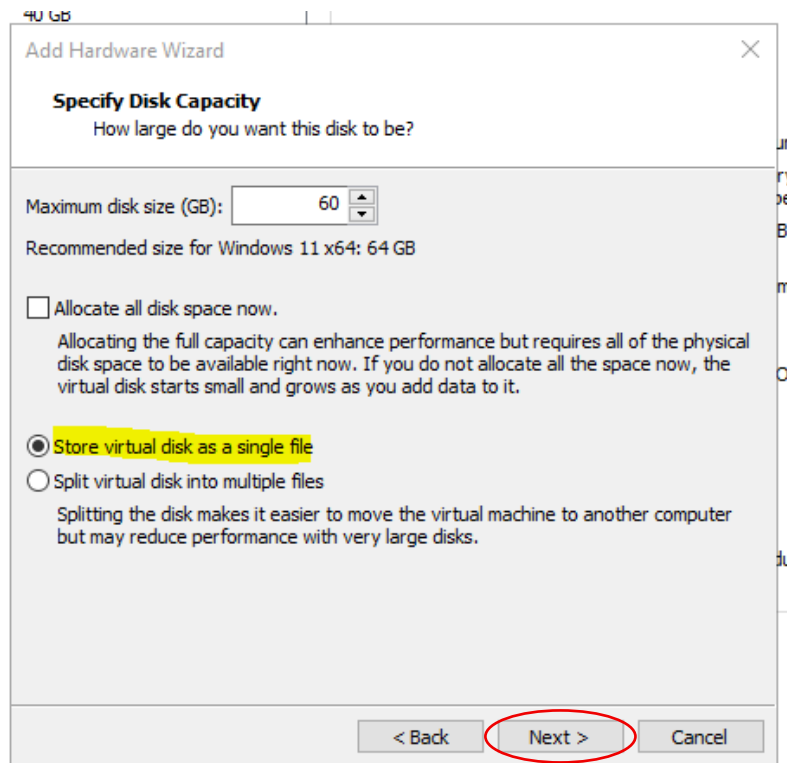 40 GB
Add Hardware Wizard
Specify Disk Capacity
How large do you want this disk to be?
Maximum disk size (GB): 60
Recommended size for Windows 11 x64: 64 GB
Allocate all disk space now.
Allocating the full capacity can enhance performance but requires all of the physical
disk space to be available right now. If you do not allocate all the space now, the
virtual disk starts small and grows as you add data to it.
Store virtual disk as a single file
Split virtual disk into multiple files
Splitting the disk makes it easier to move the virtual machine to another computer
but may reduce performance with very large disks.
< Back Next > Cancel